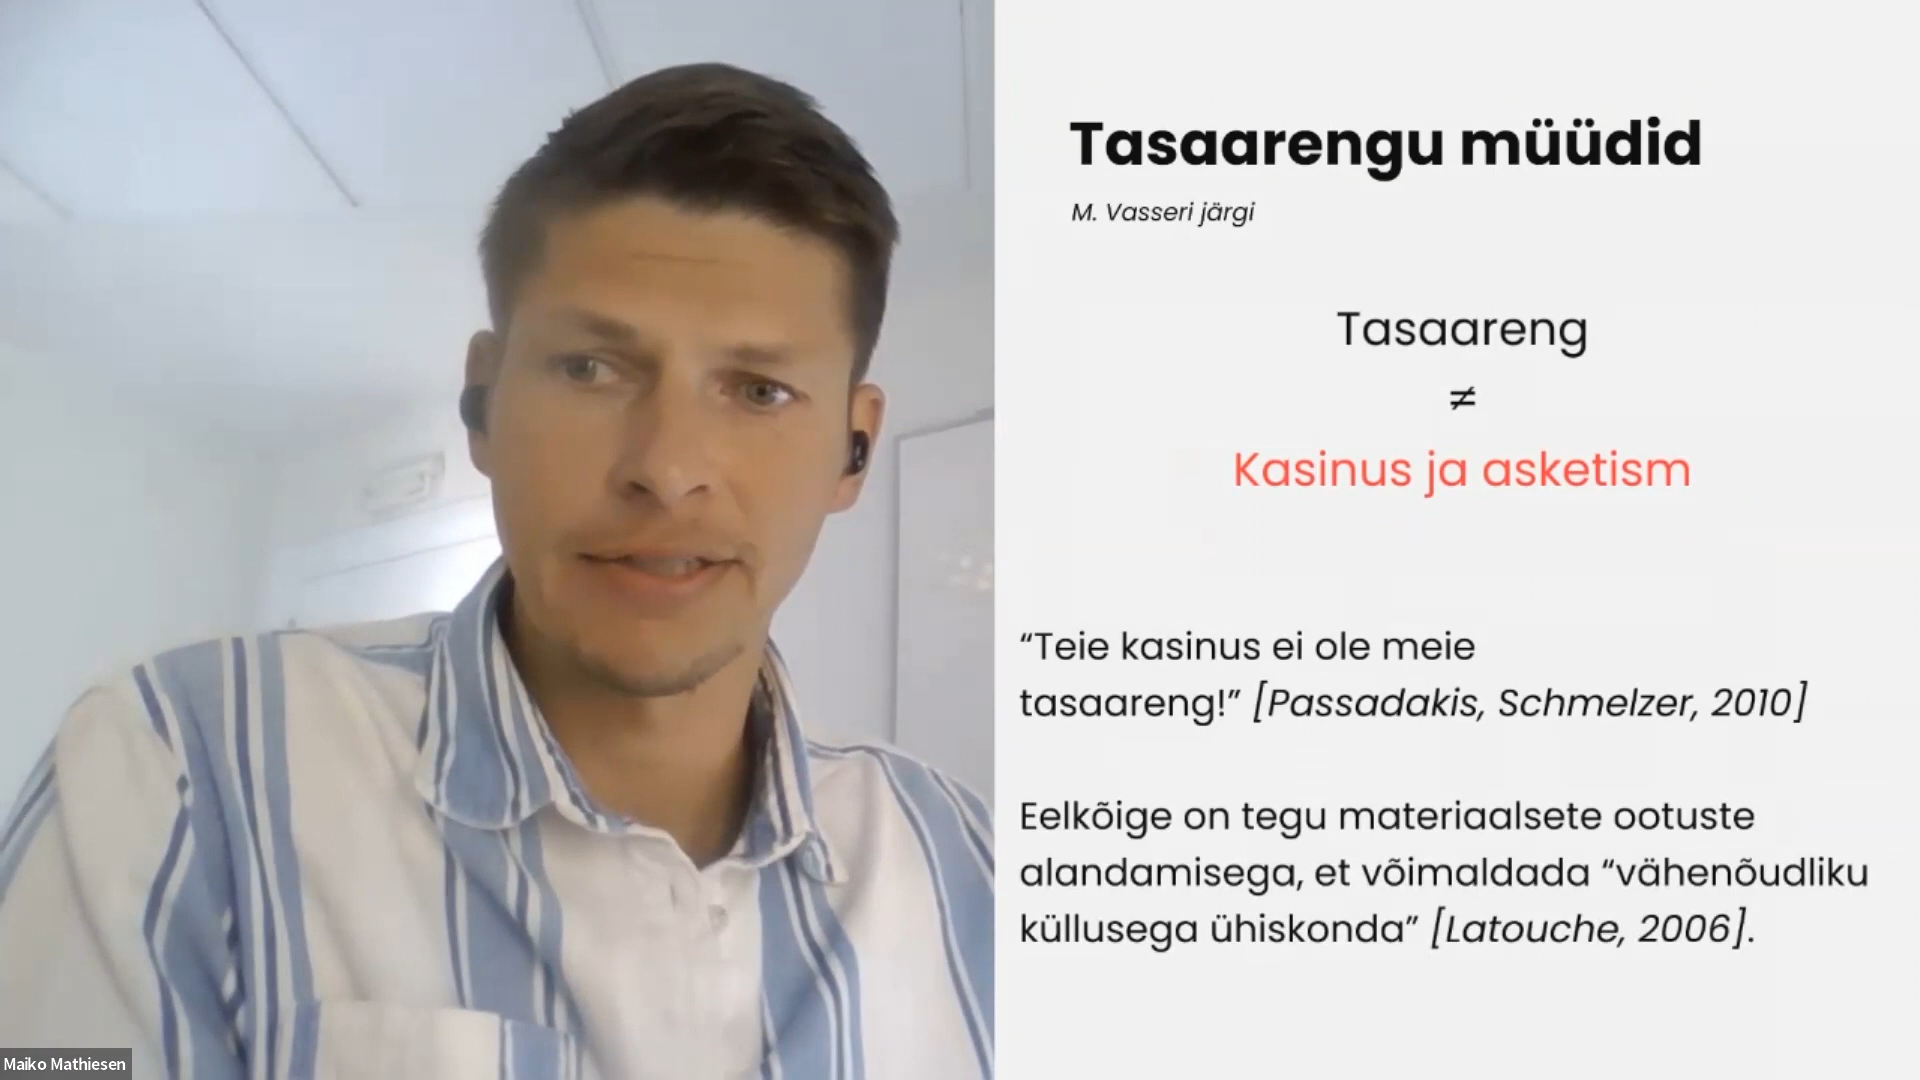 Tasaarengu müüdid
M. Vasseri järgi
Tasaareng
≠
Kasinus ja asketism
“Teie kasinus ei ole meie
tasaareng!” [Passadakis, Schmelzer, 2010]
Eelkõige on tegu materiaalsete ootuste
alandamisega, et võimaldada “vähenõudliku
küllusega ühiskonda” [Latouche, 2006].
Maiko Mathiesen